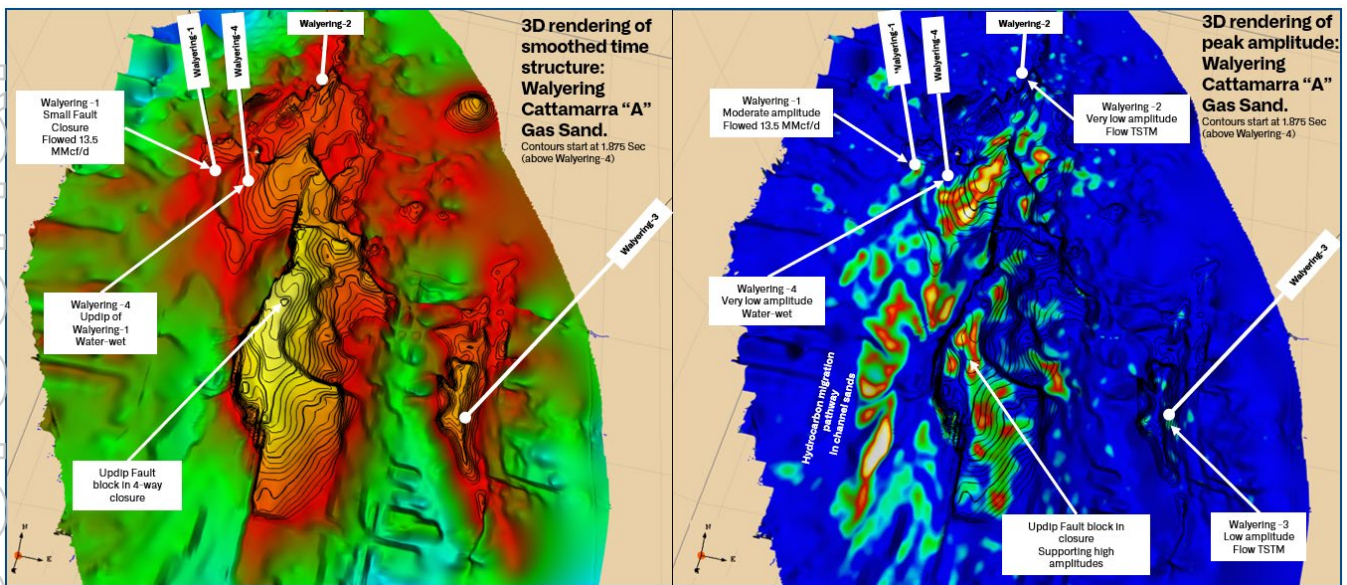 3D rendering of
smoothed time
structure:
Walyering
Cattamarra “A”
Gas Sand.
Contours start at 1.875 Sec
(above Walyering-4)
Walyering-1
Walyering-4
Walyering-2
Walyering -1
Small Fault
Closure
Flowed 13.5
MMcf/d
Walyering-3
Walyering -4
Updip of
Walyering-1
Water-wet
Updip Fault
block in 4-way
closure
N
E
3D rendering of
peak amplitude:
Walyering
Cattamarra “A”
Gas Sand.
Contours start at 1.875 Sec
(above Walyering-4)
Walyering-1
Walyering-4
Walyering-2
Walyering -1
Moderate amplitude
Flowed 13.5 MMcf/d
Walyering -2
Very low amplitude
Flow TSTM
Walyering-3
Walyering -4
Very low amplitude
Water-wet
Hydrocarbon migration
pathway
in channel sands
Updip Fault block in
closure
Supporting high
amplitudes
Walyering -3
Low amplitude
Flow TSTM
N
E